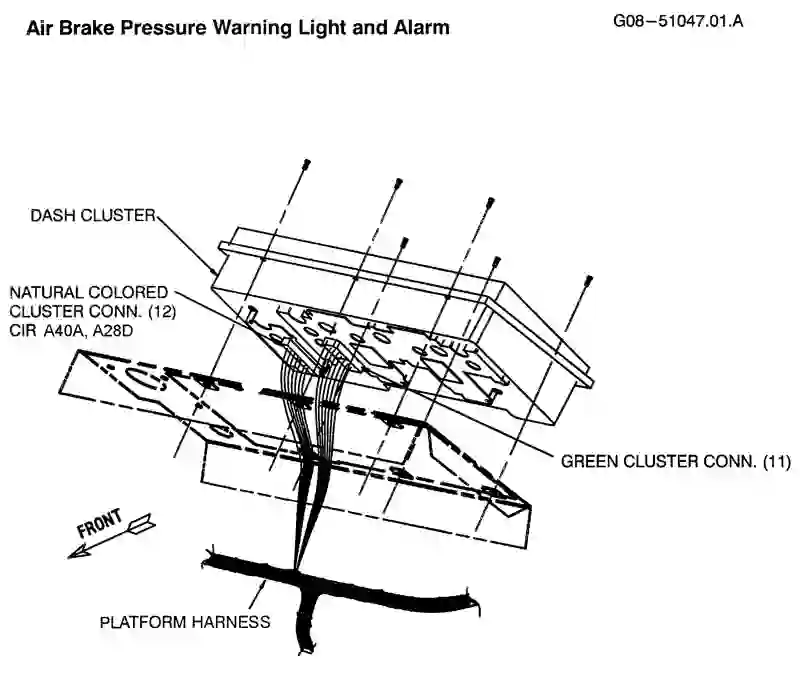 Air Brake Pressure Warning Light and Alarm
G08-51047.01.A
DASH CLUSTER
NATURAL COLORED
CLUSTER CONN. (12)
CIR A40A, A28D
GREEN CLUSTER CONN. (11)
FRONT
PLATFORM HARNESS